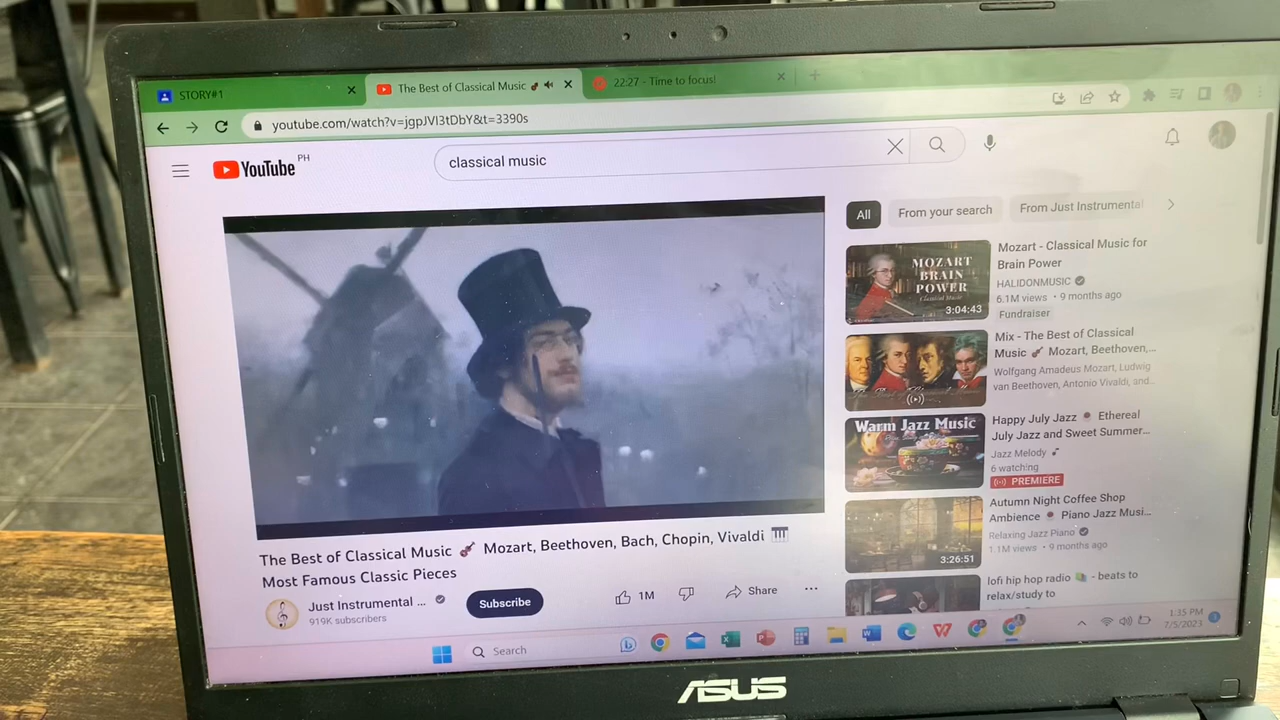 STORY#1
The Best of Classical Music
22:27 - Time to focus!
youtube.com/watch?v=jgpJVl3tDbY&t=3390s
YouTube PH
classical music
All
From your search
From Just Instrumental
MOZART
BRAIN
POWER
Classical Music
3:04:43
Mozart - Classical Music for
Brain Power
HALIDONMUSIC
6.1M views • 9 months ago
Fundraiser
Mix - The Best of Classical
Music 🎻 Mozart, Beethoven,...
Wolfgang Amadeus Mozart, Ludwig
van Beethoven, Antonio Vivaldi, and...
Warm Jazz Music
Happy July Jazz Ethereal
July Jazz and Sweet Summer...
Jazz Melody
6 watching
PREMIERE
3:26:51
Autumn Night Coffee Shop
Ambience Piano Jazz Musi...
Relaxing Jazz Piano
1.1M views • 9 months ago
lofi hip hop radio 📚 - beats to
relax/study to
The Best of Classical Music 🎻 Mozart, Beethoven, Bach, Chopin, Vivaldi 🎹
Most Famous Classic Pieces
Just Instrumental ...
919K subscribers
Subscribe
1M
Share
Search
1:35 PM
7/5/2023
ASUS